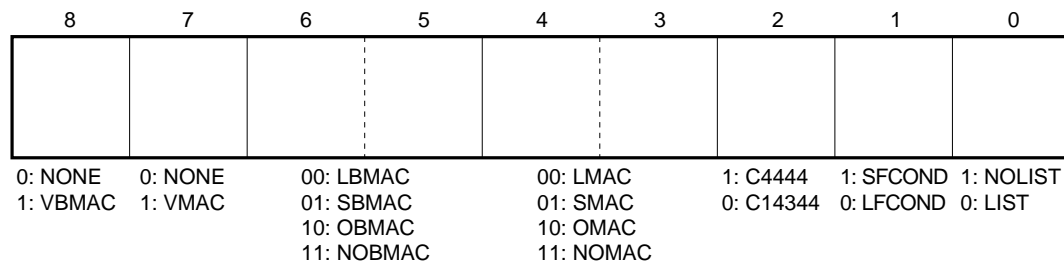 8 7 6 5 4 3 2 1 0
0: NONE 0: NONE 00: LBMAC 00: LMAC 1: C4444 1: SFCOND 1: NOLIST
1: VBMAC 1: VMAC 01: SBMAC 01: SMAC 0: C14344 0: LFCOND 0: LIST
10: OBMAC 10: OMAC
11: NOBMAC 11: NOMAC